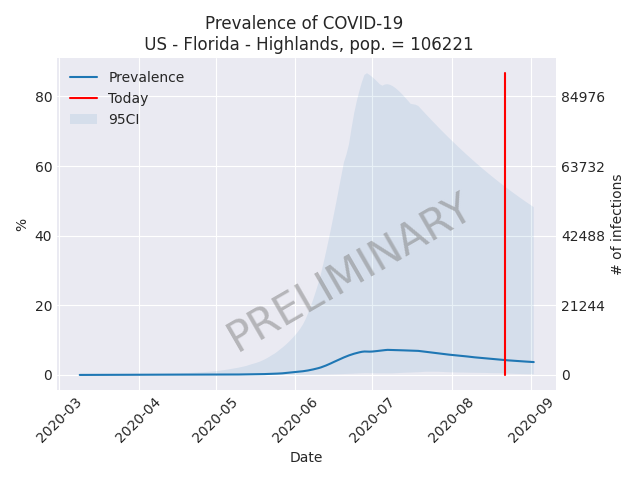 Prevalence of COVID-19
US - Florida - Highlands, pop. = 106221
Prevalence
Today
95CI
80
60
40
20
0
%
84976
63732
42488
21244
0
# of infections
PRELIMINARY
2020-03
2020-04
2020-05
2020-06
2020-07
2020-08
2020-09
Date